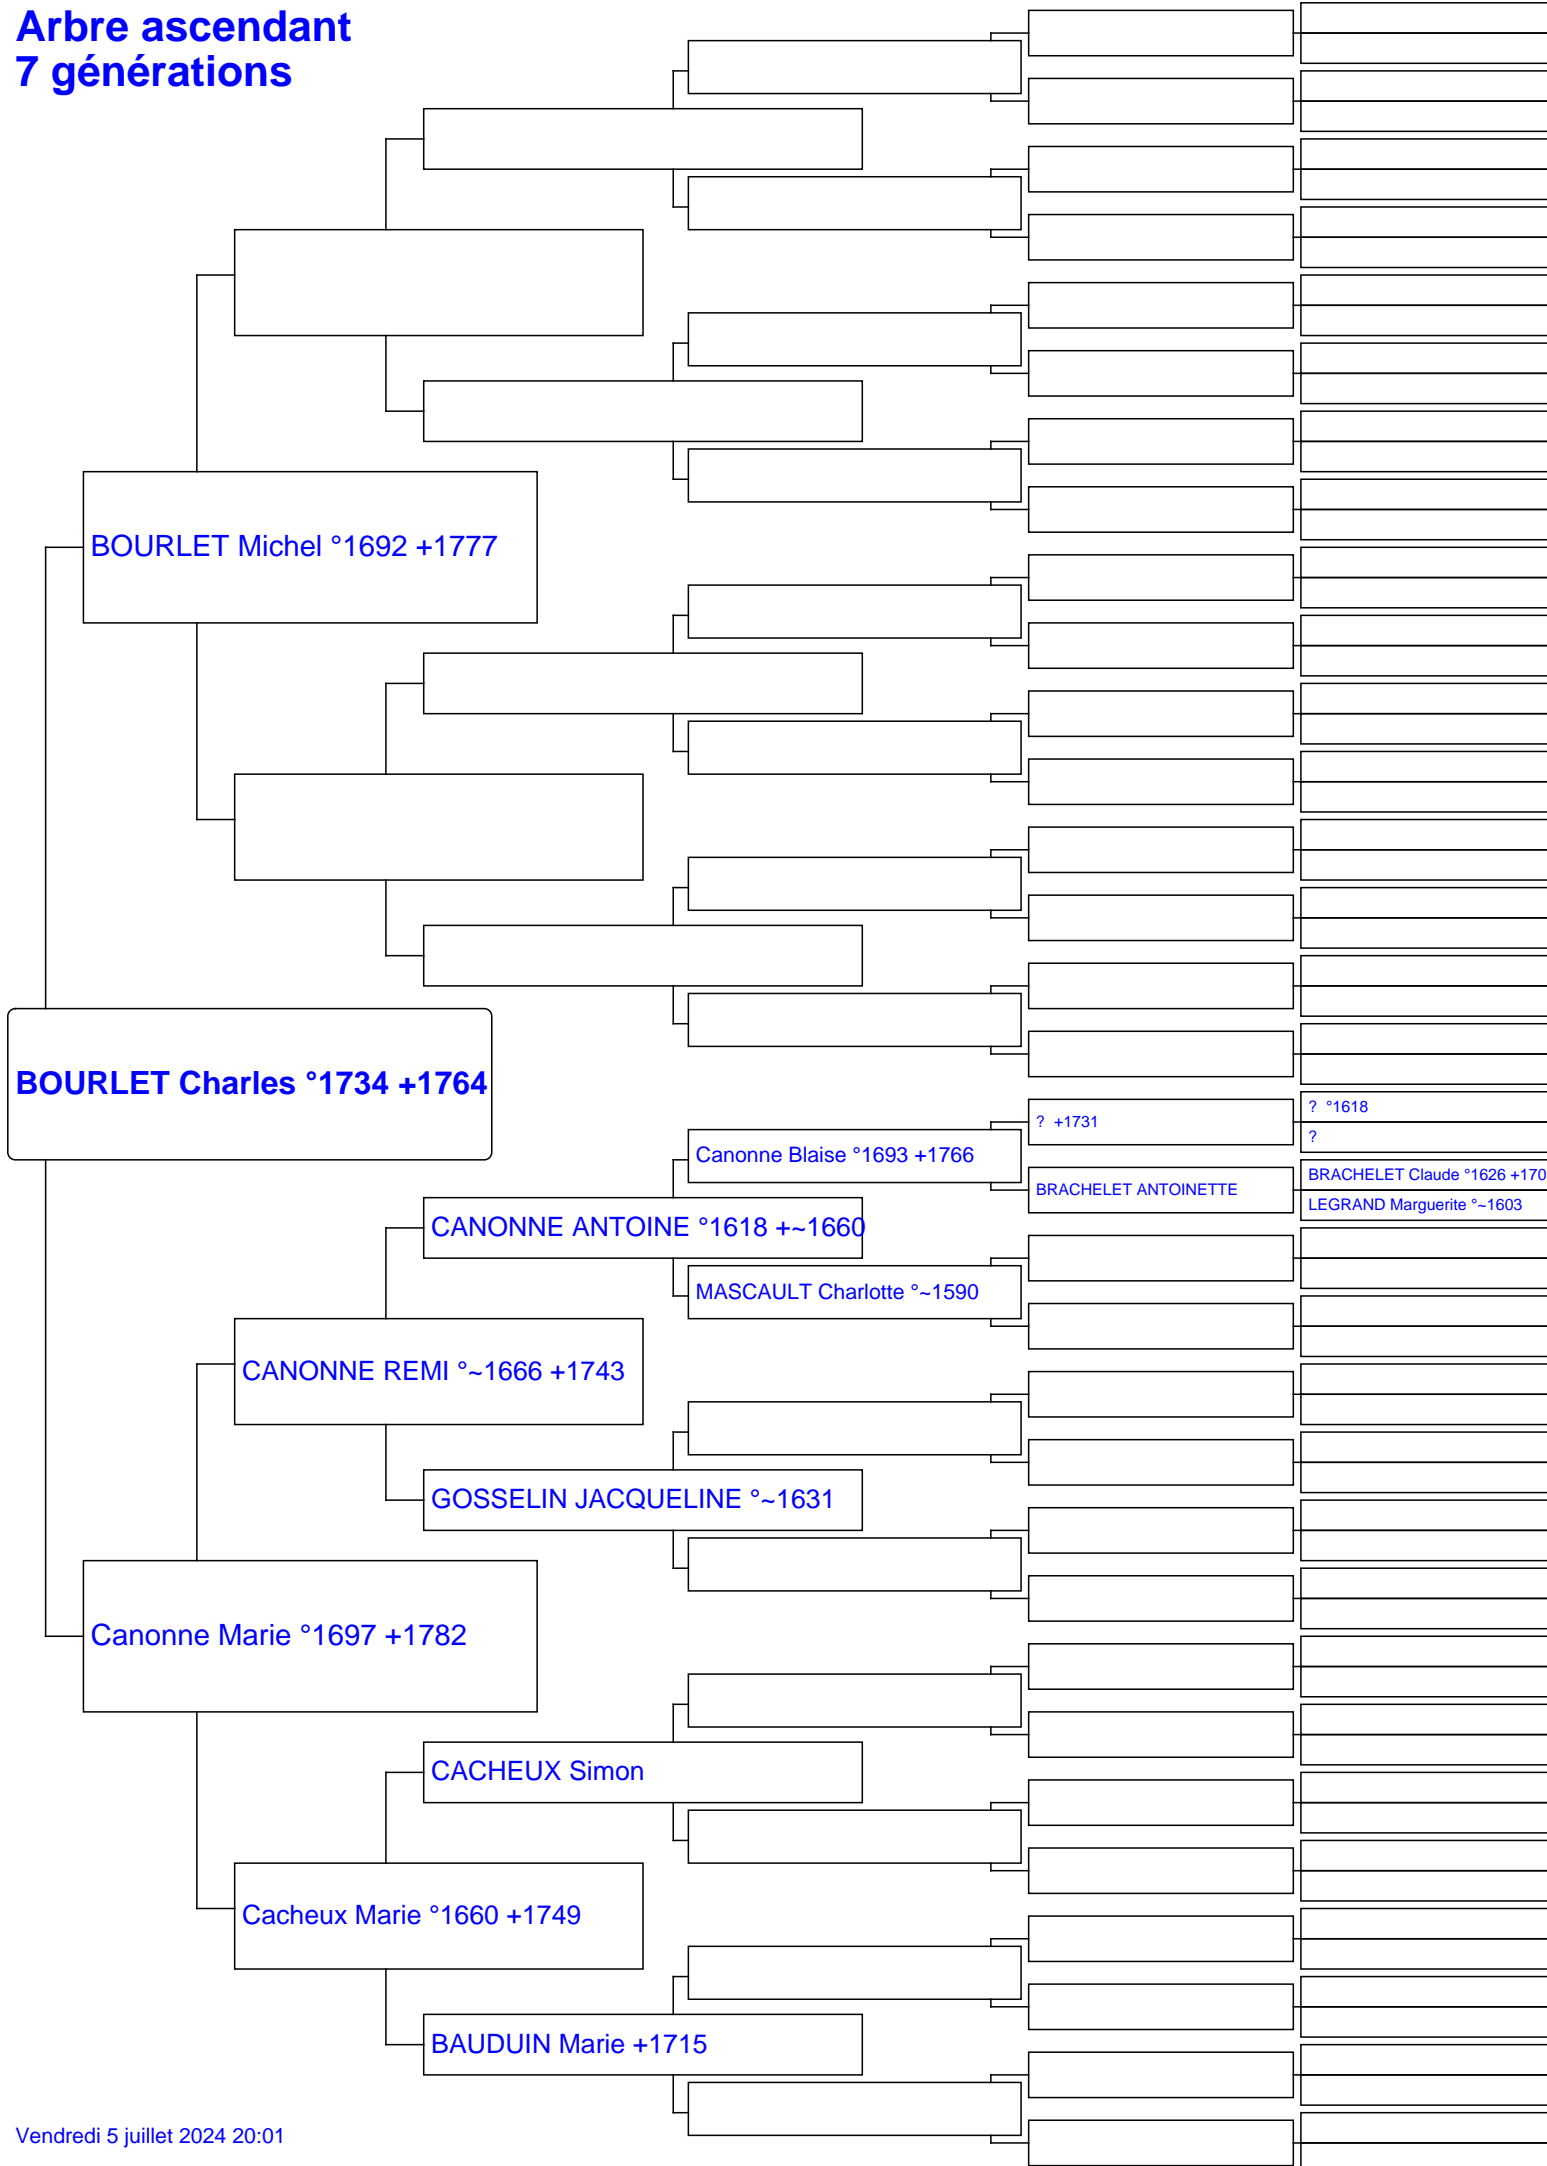 Arbre ascendant
7 générations
BOURLET Michel °1692 +1777
BOURLET Charles °1734 +1764
? +1731
? °1618
?
Canonne Blaise °1693 +1766
BRACHELET ANTOINETTE
BRACHELET Claude °1626 +170
LEGRAND Marguerite °~1603
CANONNE ANTOINE °1618 +~1660
MASCAULT Charlotte °~1590
CANONNE REMI °~1666 +1743
GOSSELIN JACQUELINE °~1631
Canonne Marie °1697 +1782
CACHEUX Simon
Cacheux Marie °1660 +1749
BAUDUIN Marie +1715
Vendredi 5 juillet 2024 20:01